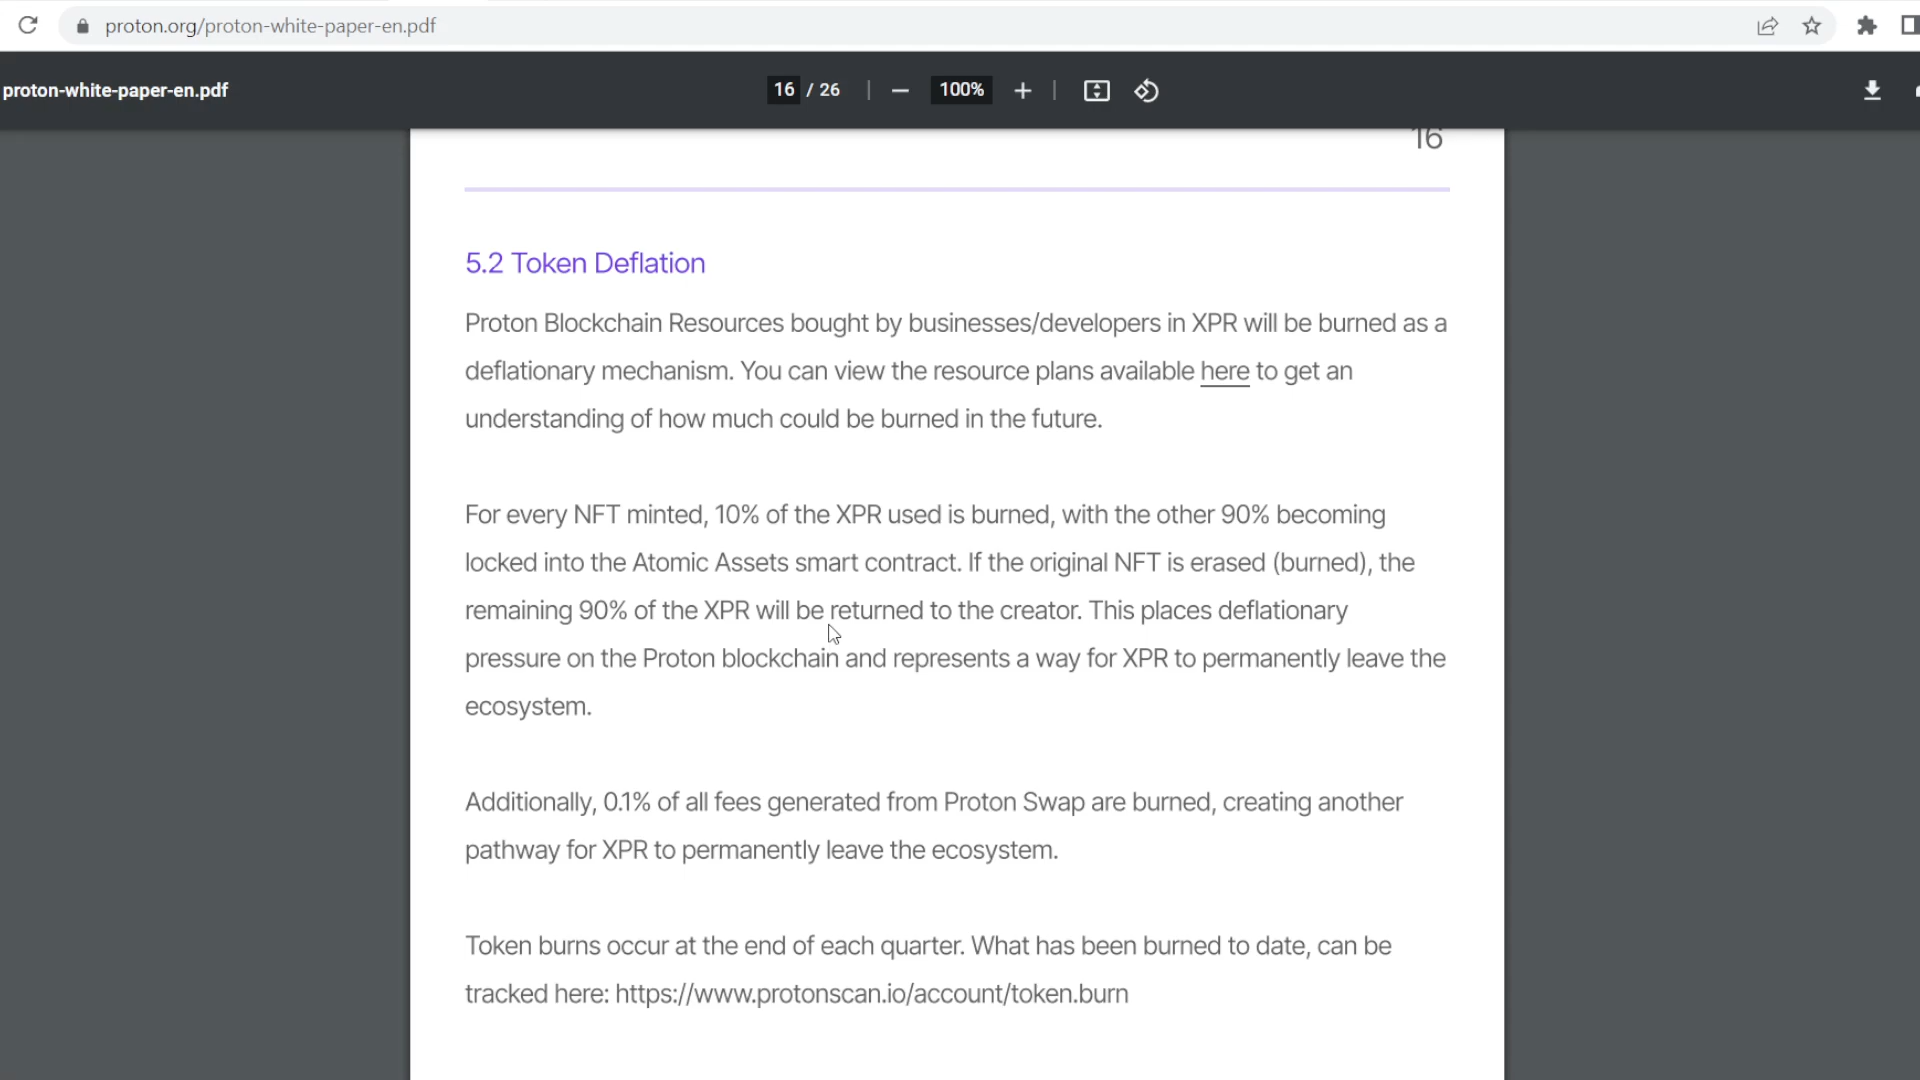 proton.org/proton-white-paper-en.pdf
proton-white-paper-en.pdf
16 / 26
100%
16
5.2 Token Deflation
Proton Blockchain Resources bought by businesses/developers in XPR will be burned as a
deflationary mechanism. You can view the resource plans available here to get an
understanding of how much could be burned in the future.
For every NFT minted, 10% of the XPR used is burned, with the other 90% becoming
locked into the Atomic Assets smart contract. If the original NFT is erased (burned), the
remaining 90% of the XPR will be returned to the creator. This places deflationary
pressure on the Proton blockchain and represents a way for XPR to permanently leave the
ecosystem.
Additionally, 0.1% of all fees generated from Proton Swap are burned, creating another
pathway for XPR to permanently leave the ecosystem.
Token burns occur at the end of each quarter. What has been burned to date, can be
tracked here: https://www.protonscan.io/account/token.burn